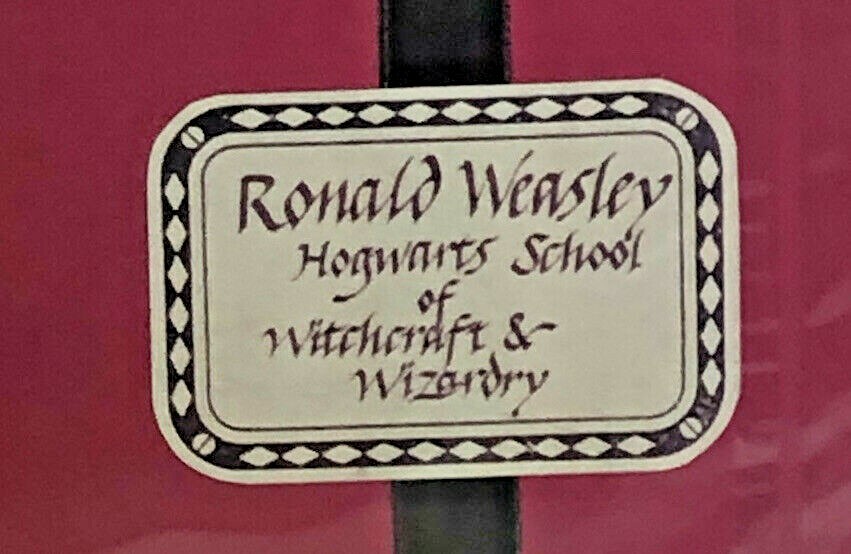 Ronald Weasley
Hogwarts School
of
Witchcraft &
Wizardry